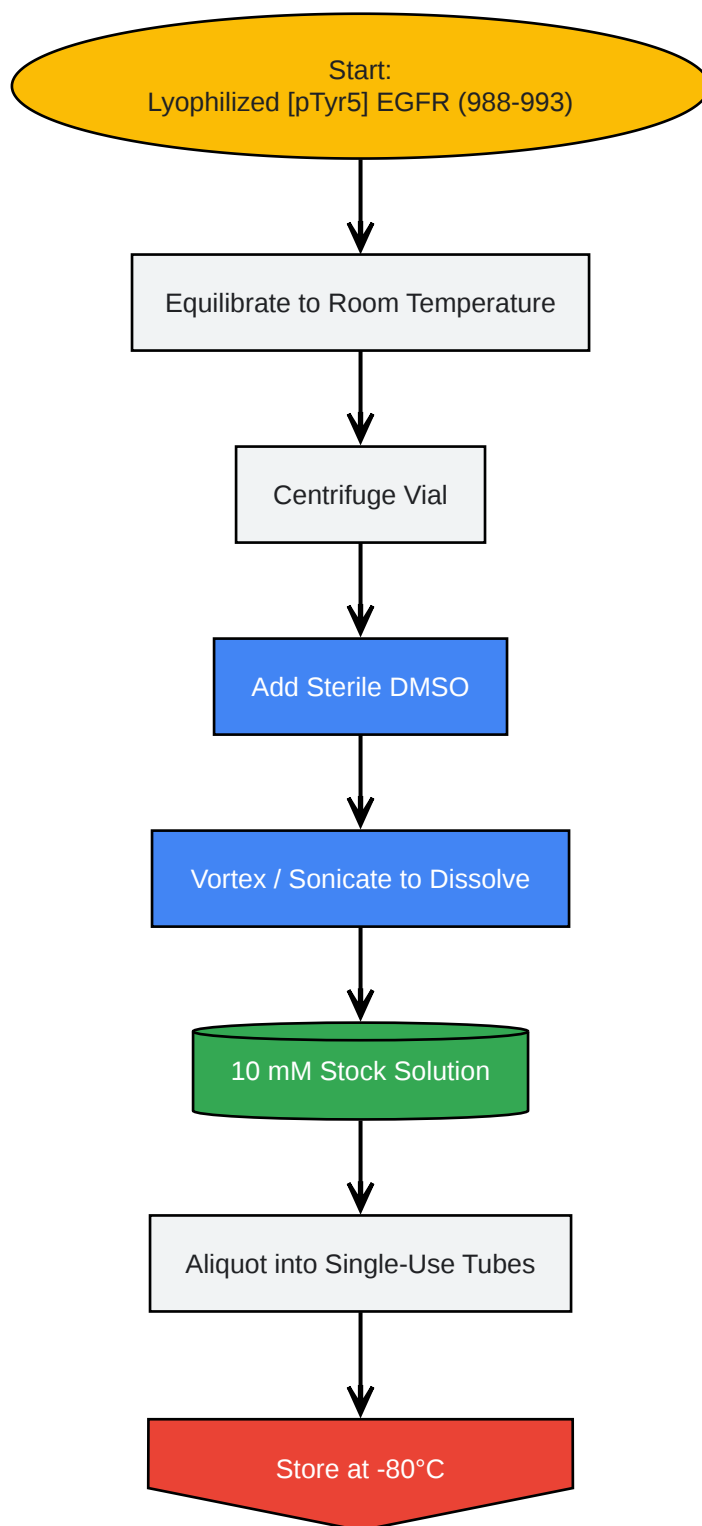 Start:
Lyophilized [pTyr5] EGFR (988-993)
Equilibrate to Room Temperature
Centrifuge Vial
Add Sterile DMSO
Vortex / Sonicate to Dissolve
10 mM Stock Solution
Aliquot into Single-Use Tubes
Store at -80°C